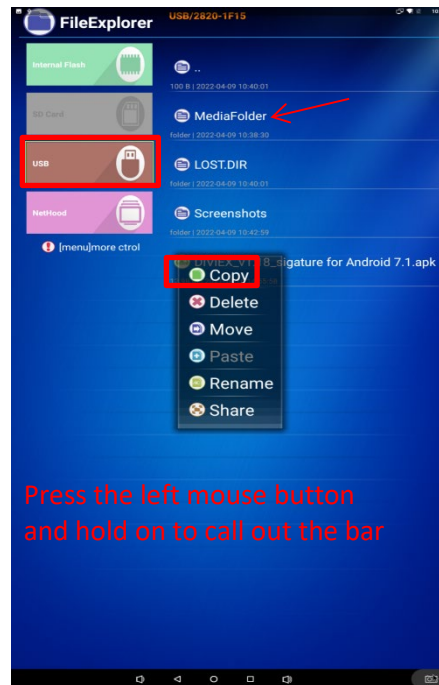 FileExplorer
USB/2820-1F15
Internal Flash
SD Card
USB
NetHood
[menu]more ctrol
..
100 B | 2022-04-09 10:40:01
MediaFolder
folder | 2022-04-09 10:38:30
LOST.DIR
folder | 2022-04-09 10:40:01
Screenshots
folder | 2022-04-09 10:42:59
sigature for Android 7.1.apk
Copy
Delete
Move
Paste
Rename
Share
Press the left mouse button
and hold on to call out the bar